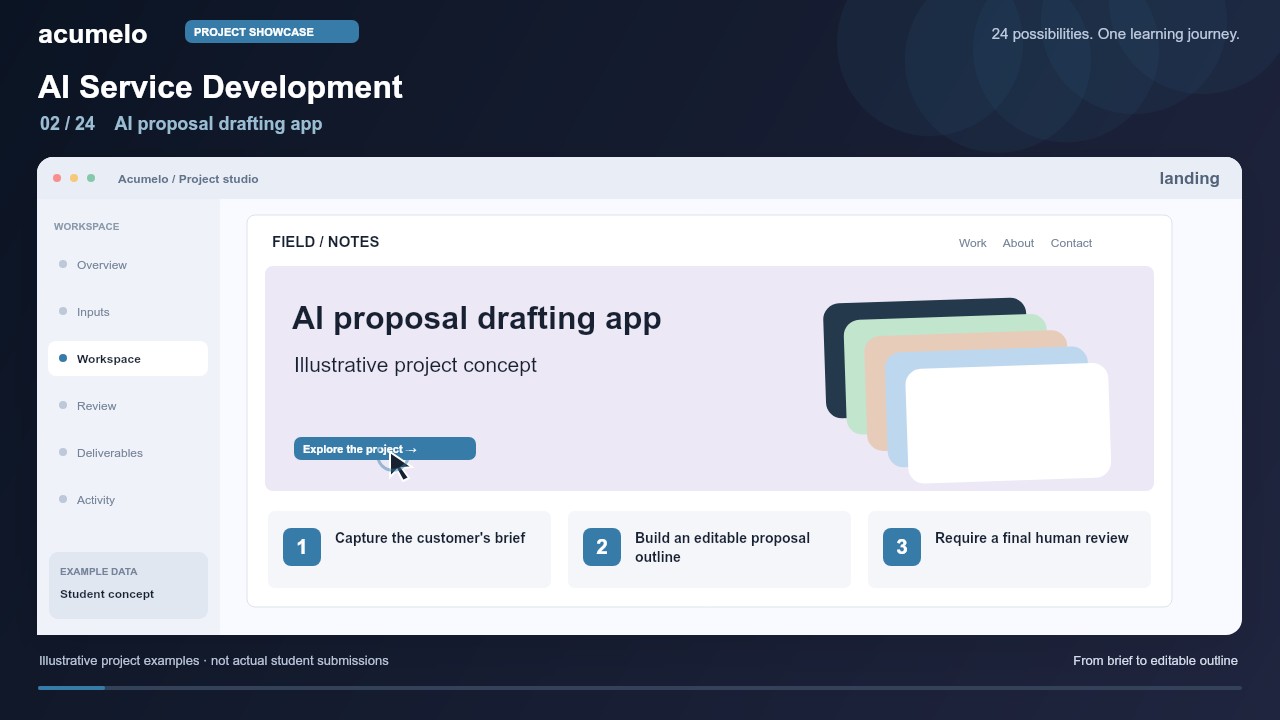 acumelo
PROJECT SHOWCASE
24 possibilities. One learning journey.
AI Service Development
02 / 24 AI proposal drafting app
Acumelo / Project studio
landing
WORKSPACE
Overview
Inputs
Workspace
Review
Deliverables
Activity
EXAMPLE DATA
Student concept
FIELD / NOTES
Work About Contact
AI proposal drafting app
Illustrative project concept
Explore the project →
1 Capture the customer's brief
2 Build an editable proposal
outline
3 Require a final human review
Illustrative project examples · not actual student submissions
From brief to editable outline